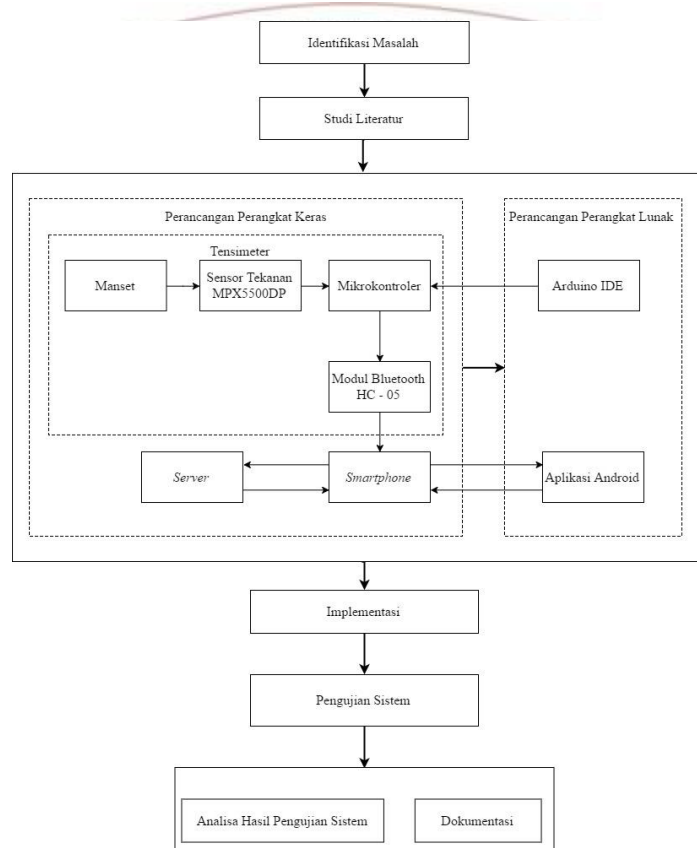 Identifikasi Masalah
Studi Literatur
Perancangan Perangkat Keras
Perancangan Perangkat Lunak
Tensimeter
Manset
Sensor Tekanan
MPX5500DP
Mikrokontroler
Arduino IDE
Modul Bluetooth
HC - 05
Server
Smartphone
Aplikasi Android
Implementasi
Pengujian Sistem
Analisa Hasil Pengujian Sistem
Dokumentasi